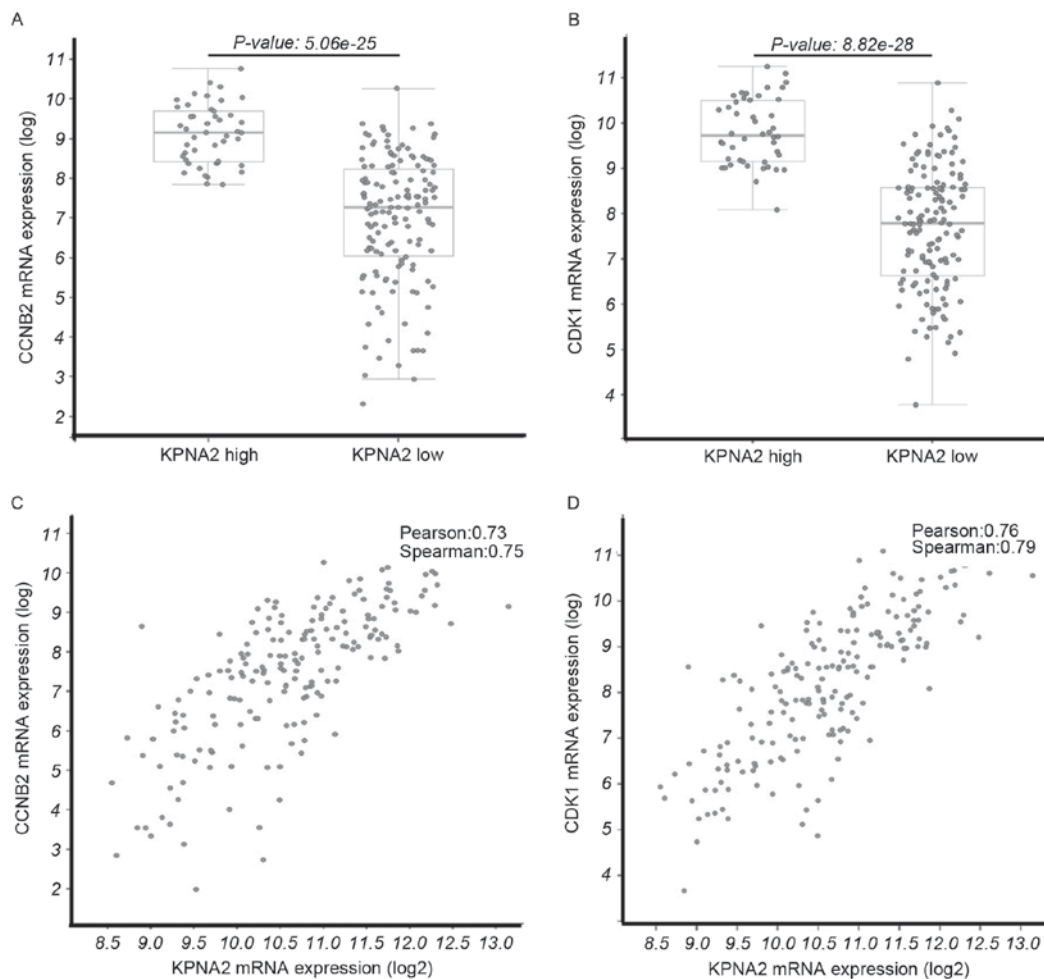 A
P-value: 5.06e-25
CCNB2 mRNA expression (log)
11
10
9
8
7
6
5
4
3
2
KPNA2 high KPNA2 low
B
P-value: 8.82e-28
CDK1 mRNA expression (log)
11
10
9
8
7
6
5
4
KPNA2 high KPNA2 low
C
Pearson:0.73
Spearman:0.75
CCNB2 mRNA expression (log)
11
10
9
8
7
6
5
4
3
2
8.5 9.0 9.5 10.0 10.5 11.0 11.5 12.0 12.5 13.0
KPNA2 mRNA expression (log2)
D
Pearson:0.76
Spearman:0.79
CDK1 mRNA expression (log)
11
10
9
8
7
6
5
4
8.5 9.0 9.5 10.0 10.5 11.0 11.5 12.0 12.5 13.0
KPNA2 mRNA expression (log2)